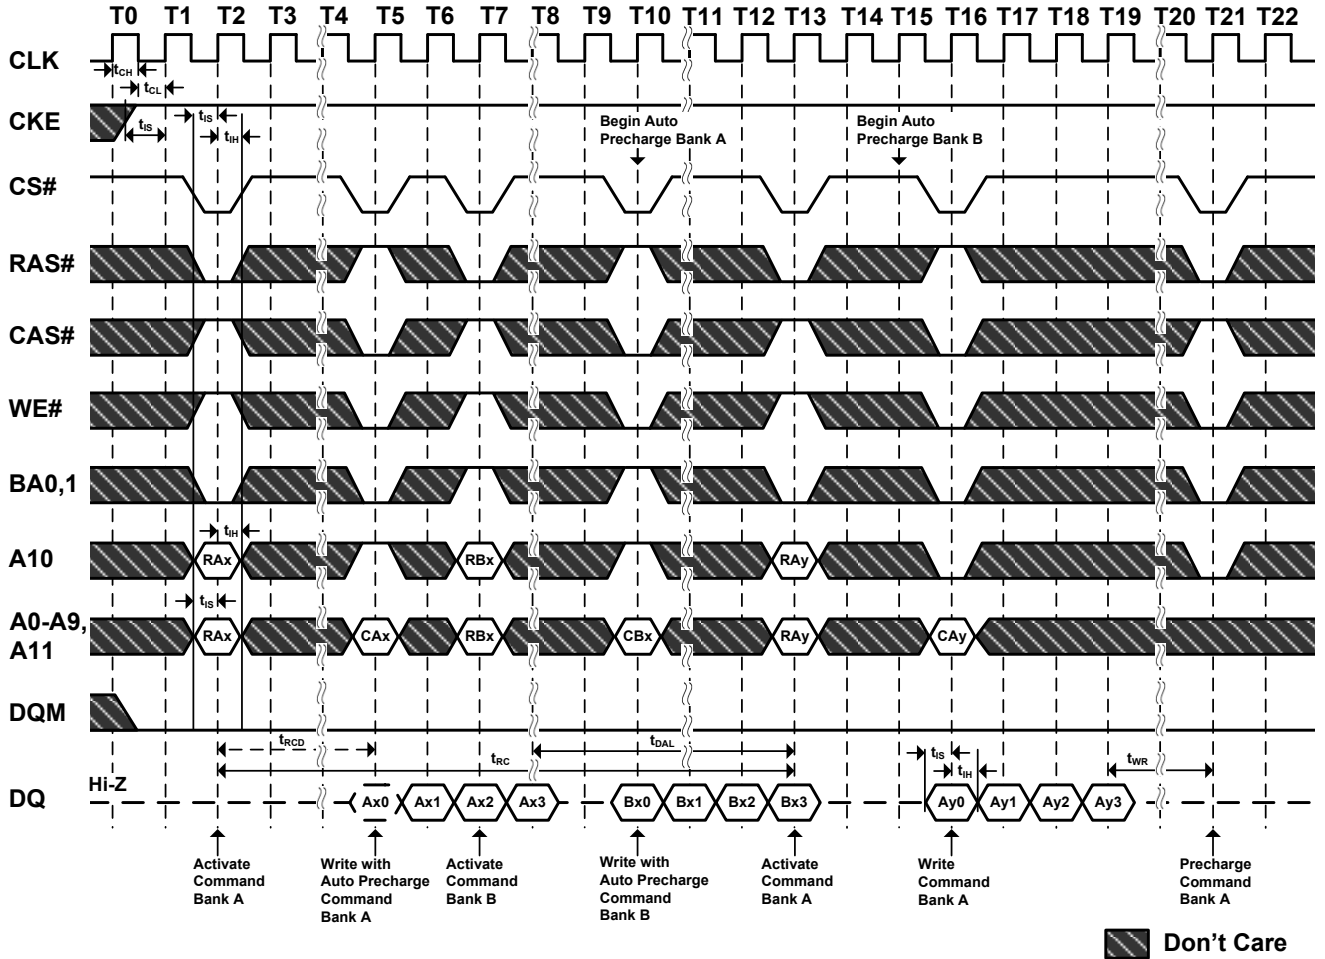 T0 T1 T2 T3 T4 T5 T6 T7 T8 T9 T10 T11 T12 T13 T14 T15 T16 T17 T18 T19 T20 T21 T22
CLK
tCH
tCL
CKE
tIS
tIS
tIH
Begin Auto
Precharge Bank A
Begin Auto
Precharge Bank B
CS#
RAS#
CAS#
WE#
BA0,1
tIH
A10
RAx RBx RAy
tIS
A0-A9,
A11
RAx CAx RBx CBx RAy CAy
DQM
tRCD
tRC
tDAL
tIS
tIH
tWR
Hi-Z
DQ
Ax0 Ax1 Ax2 Ax3 Bx0 Bx1 Bx2 Bx3 Ay0 Ay1 Ay2 Ay3
Activate
Command
Bank A
Write with
Auto Precharge
Command
Bank A
Activate
Command
Bank B
Write with
Auto Precharge
Command
Bank B
Activate
Command
Bank A
Write
Command
Bank A
Precharge
Command
Bank A
Don't Care